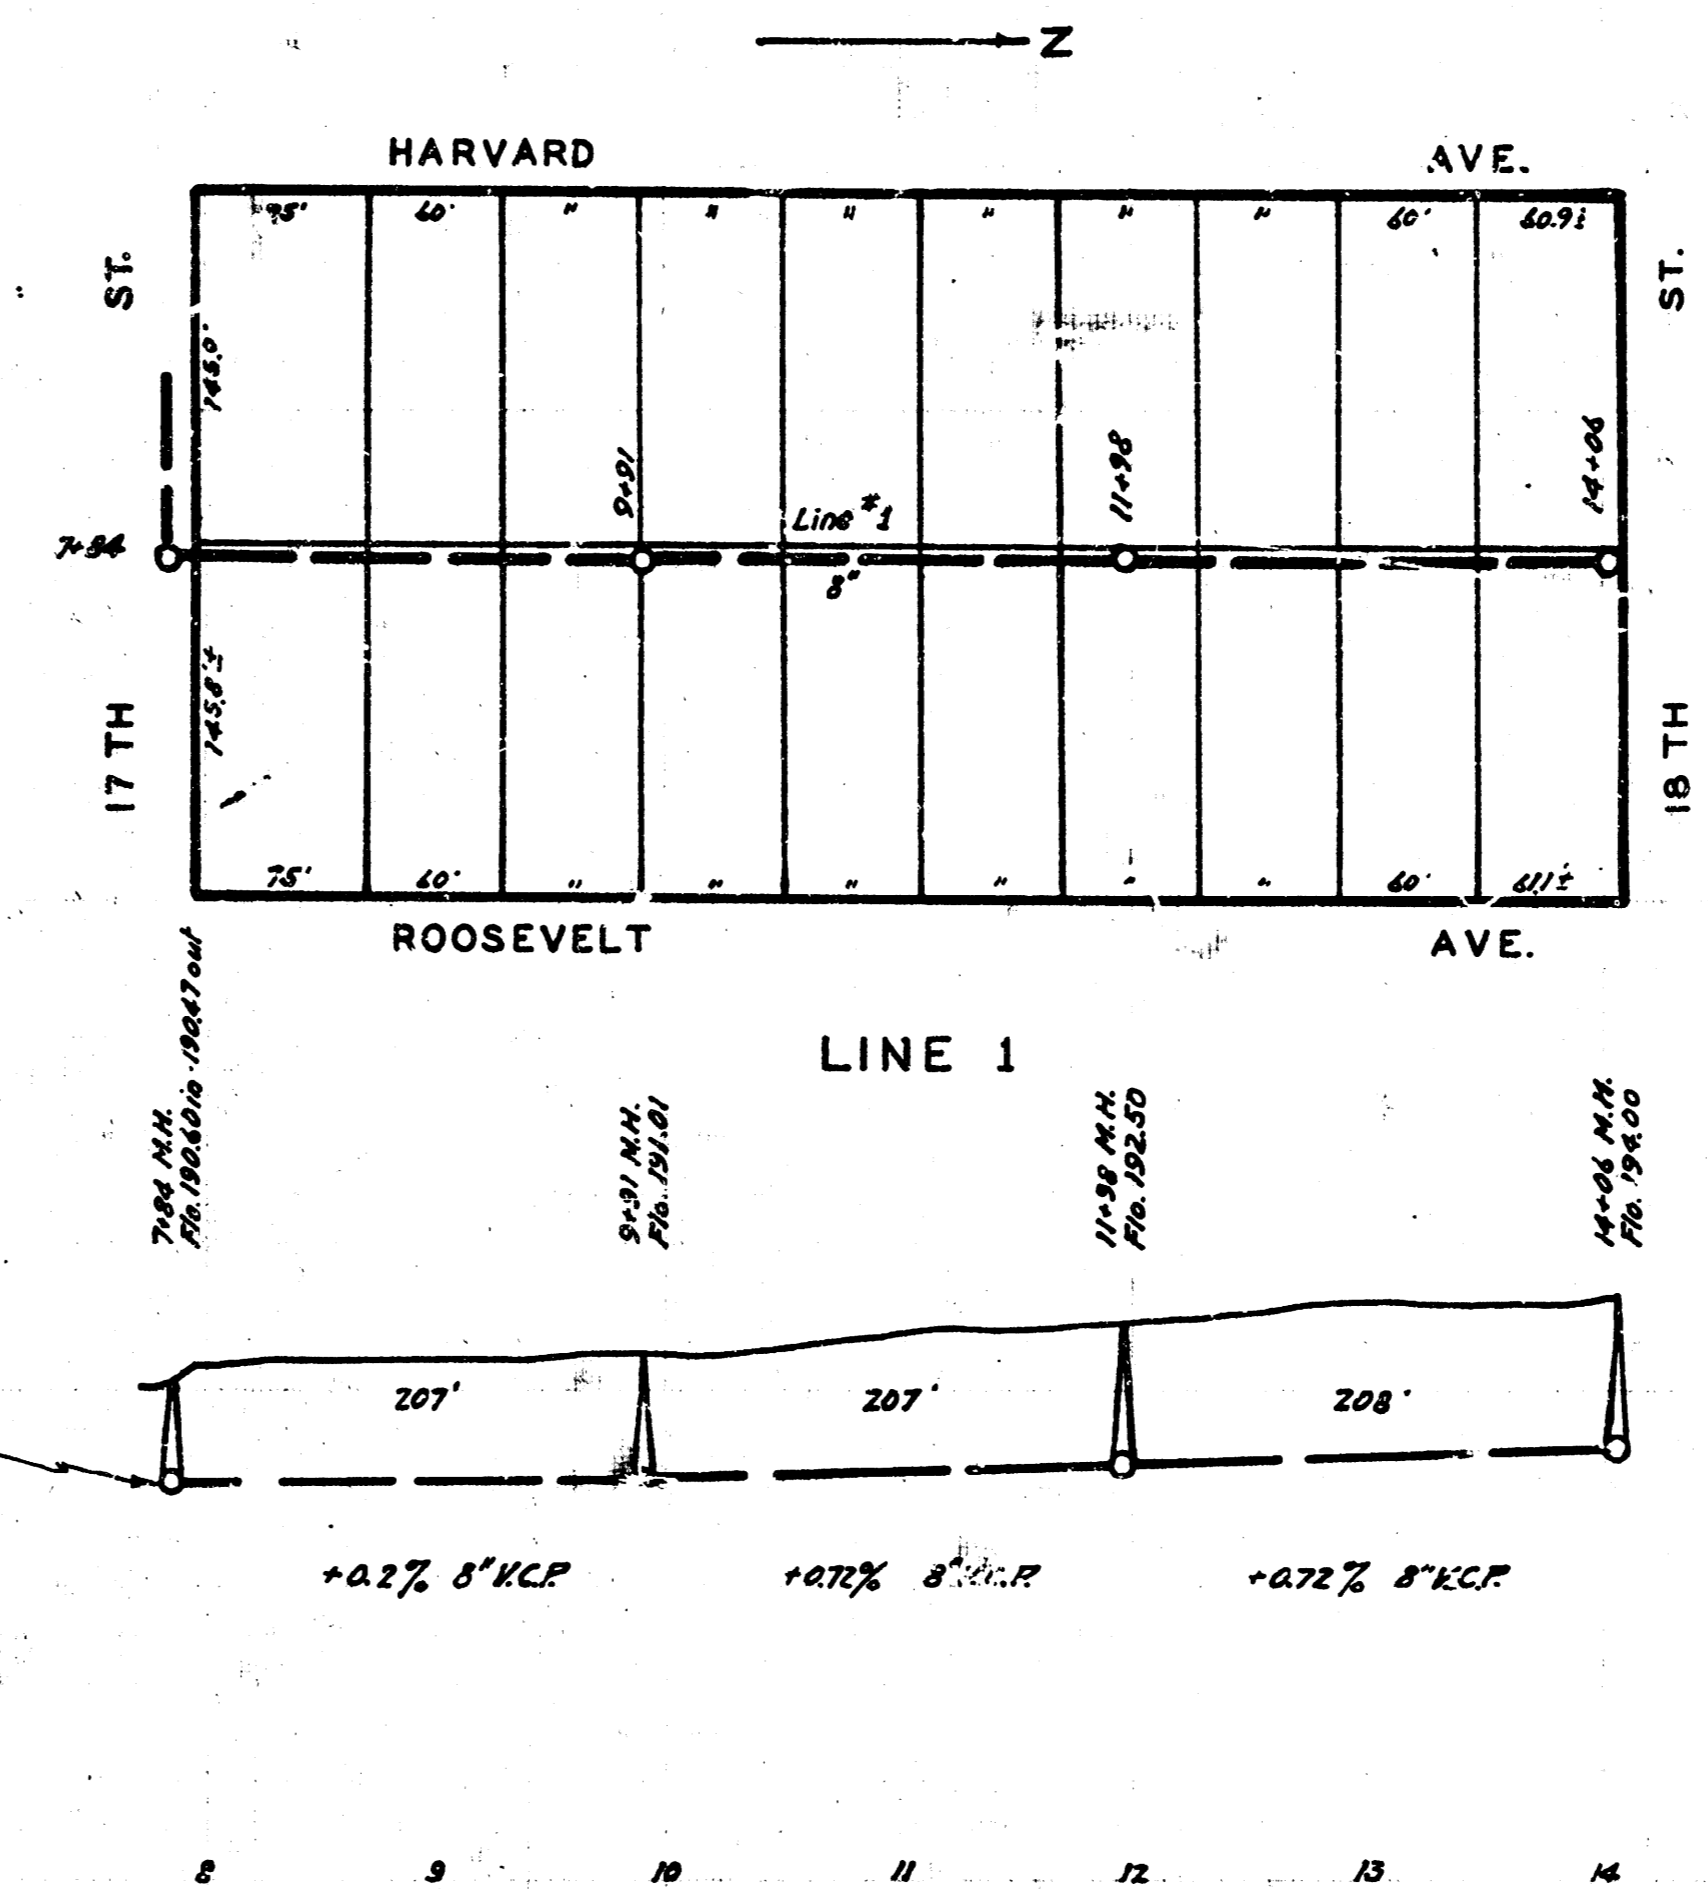 Z
HARVARD AVE.
75' 60' " " " " " " 60' 60.9±
ST.
ST.
145.0'
9+91
11+98
14+06
Line #1
7+84
8"
145.8'±
17 TH
18 TH
75' 60' " " " " " " 60' 61.1±
ROOSEVELT AVE.
LINE 1
7+84 M.H.
Flo. 190.60 in - 190.47 out
9+91 M.H.
Flo. 191.01
11+98 M.H.
Flo. 192.50
14+06 M.H.
Flo. 194.00
207' 207' 208'
+0.2% 8" V.C.P. +0.72% 8" V.C.P. +0.72% 8" V.C.P.
8 9 10 11 12 13 14